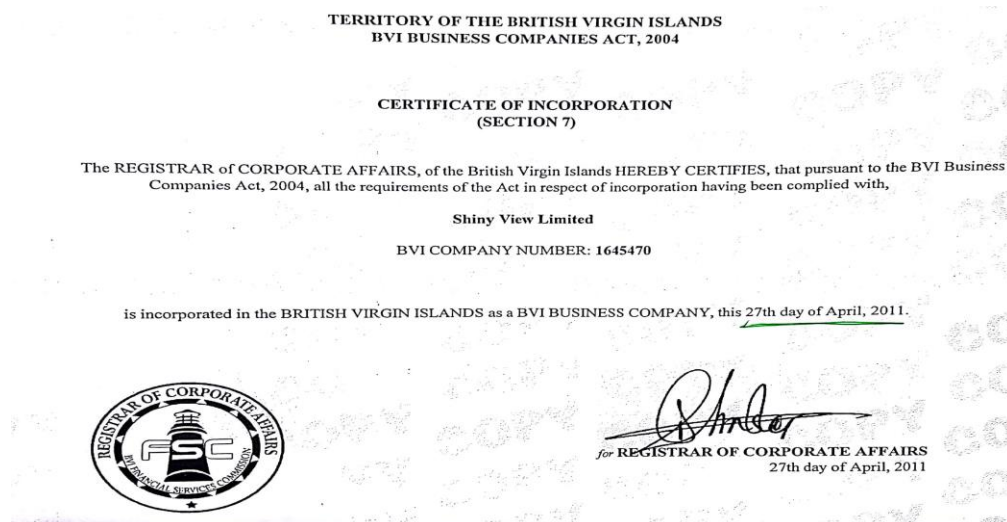 TERRITORY OF THE BRITISH VIRGIN ISLANDS
BVI BUSINESS COMPANIES ACT, 2004
CERTIFICATE OF INCORPORATION
(SECTION 7)
The REGISTRAR of CORPORATE AFFAIRS, of the British Virgin Islands HEREBY CERTIFIES, that pursuant to the BVI Business
Companies Act, 2004, all the requirements of the Act in respect of incorporation having been complied with,
Shiny View Limited
BVI COMPANY NUMBER: 1645470
is incorporated in the BRITISH VIRGIN ISLANDS as a BVI BUSINESS COMPANY, this 27th day of April, 2011.
REGISTRAR OF CORPORATE AFFAIRS
FSC
BVI FINANCIAL SERVICES COMMISSION
for REGISTRAR OF CORPORATE AFFAIRS
27th day of April, 2011
COPY